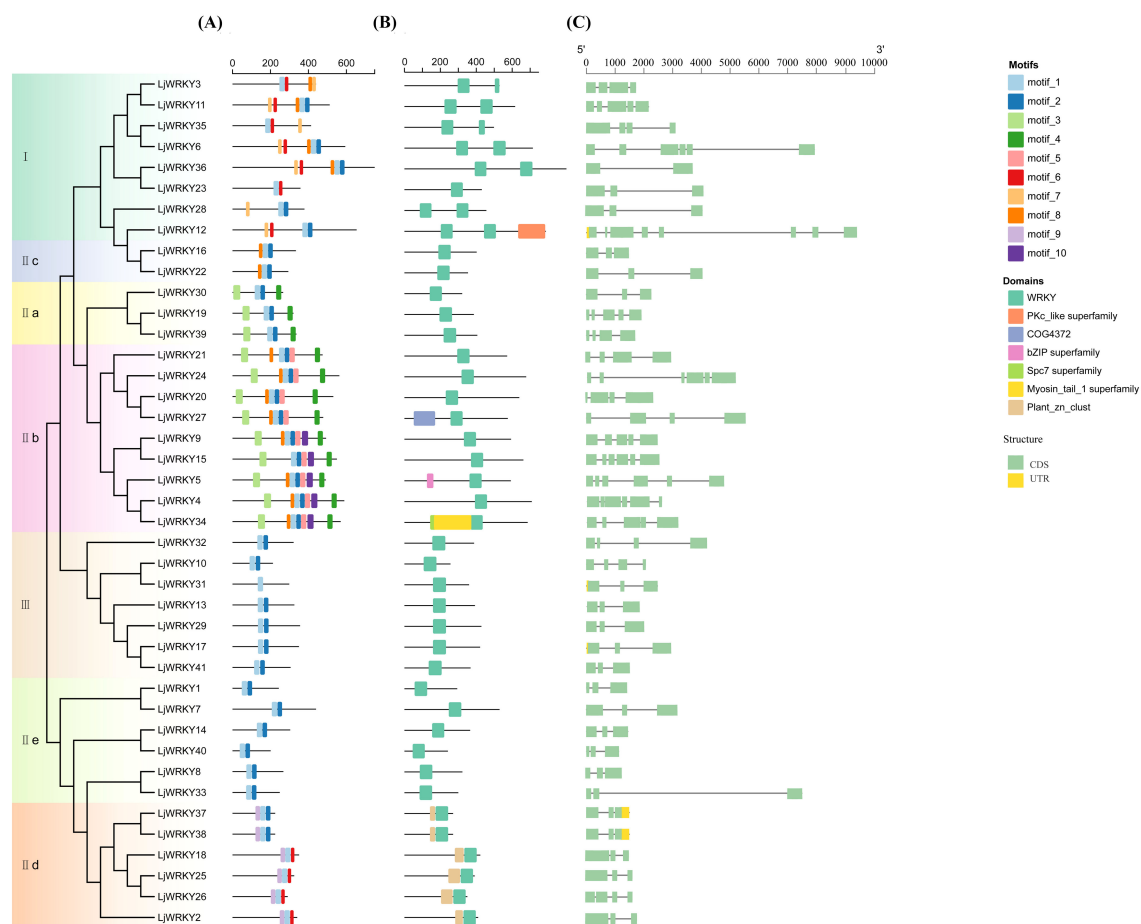 (A)
(B)
(C)
0 200 400 600
0 200 400 600
5' 3'
0 1000 2000 3000 4000 5000 6000 7000 8000 9000 10000
I
II c
II a
II b
III
II e
II d
LjWRKY3
LjWRKY11
LjWRKY35
LjWRKY6
LjWRKY36
LjWRKY23
LjWRKY28
LjWRKY12
LjWRKY16
LjWRKY22
LjWRKY30
LjWRKY19
LjWRKY39
LjWRKY21
LjWRKY24
LjWRKY20
LjWRKY27
LjWRKY9
LjWRKY15
LjWRKY5
LjWRKY4
LjWRKY34
LjWRKY32
LjWRKY10
LjWRKY31
LjWRKY13
LjWRKY29
LjWRKY17
LjWRKY41
LjWRKY1
LjWRKY7
LjWRKY14
LjWRKY40
LjWRKY8
LjWRKY33
LjWRKY37
LjWRKY38
LjWRKY18
LjWRKY25
LjWRKY26
LjWRKY2
Motifs
motif_1
motif_2
motif_3
motif_4
motif_5
motif_6
motif_7
motif_8
motif_9
motif_10
Domains
WRKY
PKc_like superfamily
COG4372
bZIP superfamily
Spc7 superfamily
Myosin_tail_1 superfamily
Plant_zn_clust
Structure
CDS
UTR